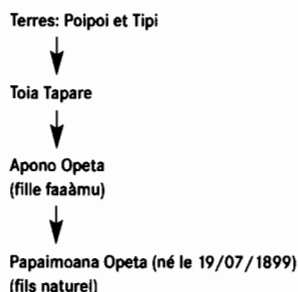 Terres: Poipoi et Tipi
Toia Tapare
Apono Opeta
(fille faaàmu)
Papaimoana Opeta (né le 19/07/1899)
(fils naturel)